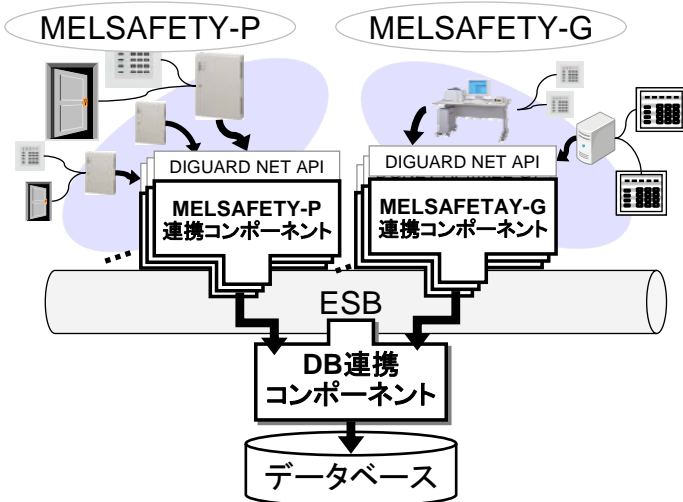 MELSAFETY-P
MELSAFETY-G
DIGUARD NET API
DIGUARD NET API
MELSAFETY-P
連携コンポーネント
MELSAFETAY-G
連携コンポーネント
ESB
DB連携
コンポーネント
データベース